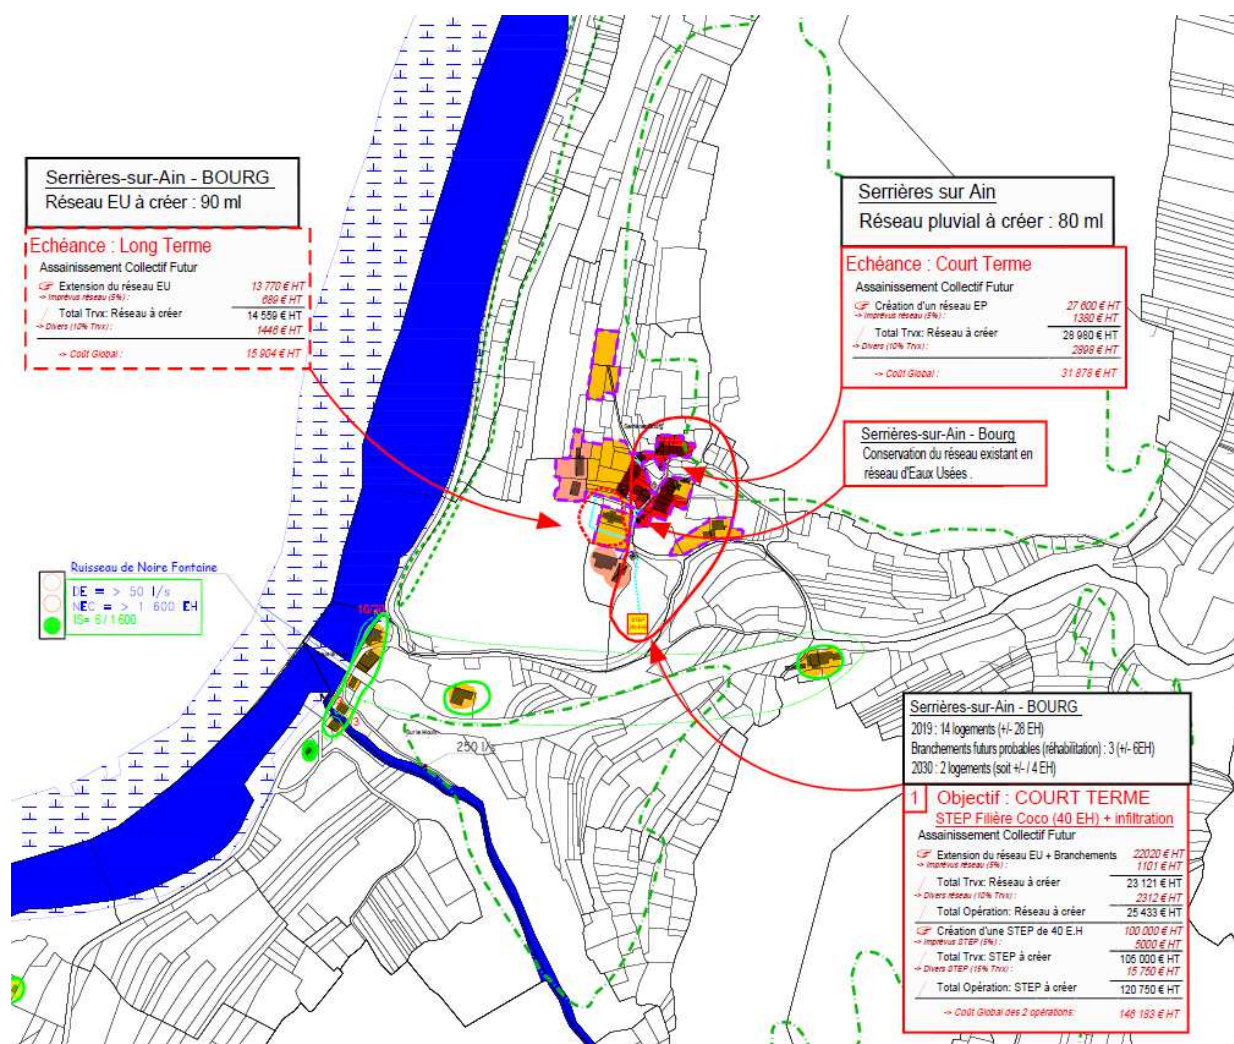 Serrières-sur-Ain - BOURG
Réseau EU à créer : 90 ml
Echéance : Long Terme
Assainissement Collectif Futur
Extension du réseau EU 13 770 € HT
-> Imprévus réseau (5%) : 689 € HT
Total Trvx: Réseau à créer 14 559 € HT
-> Divers (10% Trvx) : 1446 € HT
-> Coût Global : 15 904 € HT
Serrières sur Ain
Réseau pluvial à créer : 80 ml
Echéance : Court Terme
Assainissement Collectif Futur
Création d'un réseau EP 27 600 € HT
-> Imprévus réseau (5%) : 1380 € HT
Total Trvx: Réseau à créer 28 980 € HT
-> Divers (10% Trvx) : 2898 € HT
-> Coût Global : 31 878 € HT
Serrières-sur-Ain - Bourg
Conservation du réseau existant en
réseau d'Eaux Usées .
Ruisseau de Noire Fontaine
DE = > 50 l/s
NEC = > 1 600 EH
IS= 6 / 1 600
10/20
3
STEP
250 l/s
Serrières-sur-Ain - BOURG
2019 : 14 logements (+/- 28 EH)
Branchements futurs probables (réhabilitation) : 3 (+/- 6EH)
2030 : 2 logements (soit +/- / 4 EH)
1 Objectif : COURT TERME
STEP Filière Coco (40 EH) + infiltration
Assainissement Collectif Futur
Extension du réseau EU + Branchements 22020 € HT
-> Imprévus réseau (5%) : 1101 € HT
Total Trvx: Réseau à créer 23 121 € HT
-> Divers réseau (10% Trvx) : 2312 € HT
Total Opération: Réseau à créer 25 433 € HT
Création d'une STEP de 40 E.H 100 000 € HT
-> Imprévus STEP (5%) : 5000 € HT
Total Trvx: STEP à créer 105 000 € HT
-> Divers STEP (15% Trvx) : 15 750 € HT
Total Opération: STEP à créer 120 750 € HT
-> Coût Global des 2 opérations: 146 183 € HT